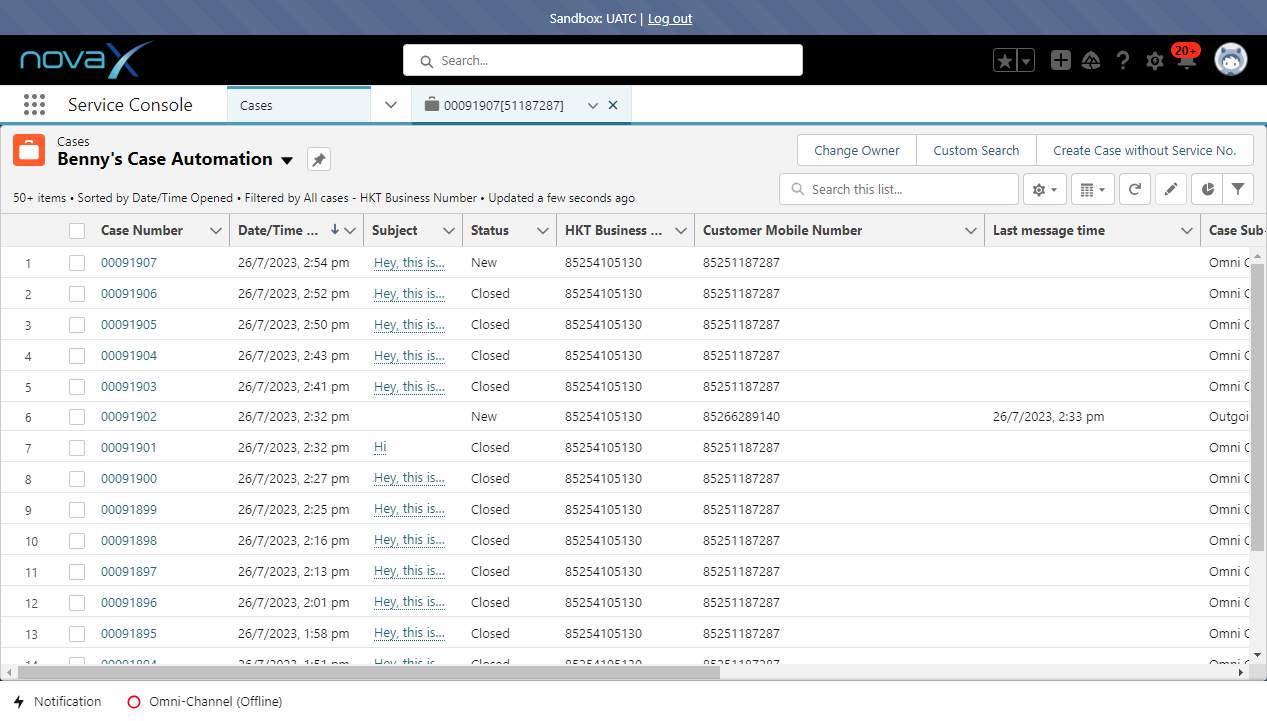 Sandbox: UATC | Log out
novaX
Search...
20+
Service Console
Cases
00091907[51187287]
Cases
Benny's Case Automation
Change Owner
Custom Search
Create Case without Service No.
50+ items • Sorted by Date/Time Opened • Filtered by All cases - HKT Business Number • Updated a few seconds ago
Search this list...
Case Number Date/Time ... Subject Status HKT Business ... Customer Mobile Number Last message time Case Sub-
1 00091907 26/7/2023, 2:54 pm Hey, this is... New 85254105130 85251187287 Omni C
2 00091906 26/7/2023, 2:52 pm Hey, this is... Closed 85254105130 85251187287 Omni C
3 00091905 26/7/2023, 2:50 pm Hey, this is... Closed 85254105130 85251187287 Omni C
4 00091904 26/7/2023, 2:43 pm Hey, this is... Closed 85254105130 85251187287 Omni C
5 00091903 26/7/2023, 2:41 pm Hey, this is... Closed 85254105130 85251187287 Omni C
6 00091902 26/7/2023, 2:32 pm New 85254105130 85266289140 26/7/2023, 2:33 pm Outgoi
7 00091901 26/7/2023, 2:32 pm Hi Closed 85254105130 85251187287 Omni C
8 00091900 26/7/2023, 2:27 pm Hey, this is... Closed 85254105130 85251187287 Omni C
9 00091899 26/7/2023, 2:25 pm Hey, this is... Closed 85254105130 85251187287 Omni C
10 00091898 26/7/2023, 2:16 pm Hey, this is... Closed 85254105130 85251187287 Omni C
11 00091897 26/7/2023, 2:13 pm Hey, this is... Closed 85254105130 85251187287 Omni C
12 00091896 26/7/2023, 2:01 pm Hey, this is... Closed 85254105130 85251187287 Omni C
13 00091895 26/7/2023, 1:58 pm Hey, this is... Closed 85254105130 85251187287 Omni C
14 00091894 26/7/2023, 1:51 pm Hey, this is... Closed 85254105130 85251187287 Omni C
Notification
Omni-Channel (Offline)